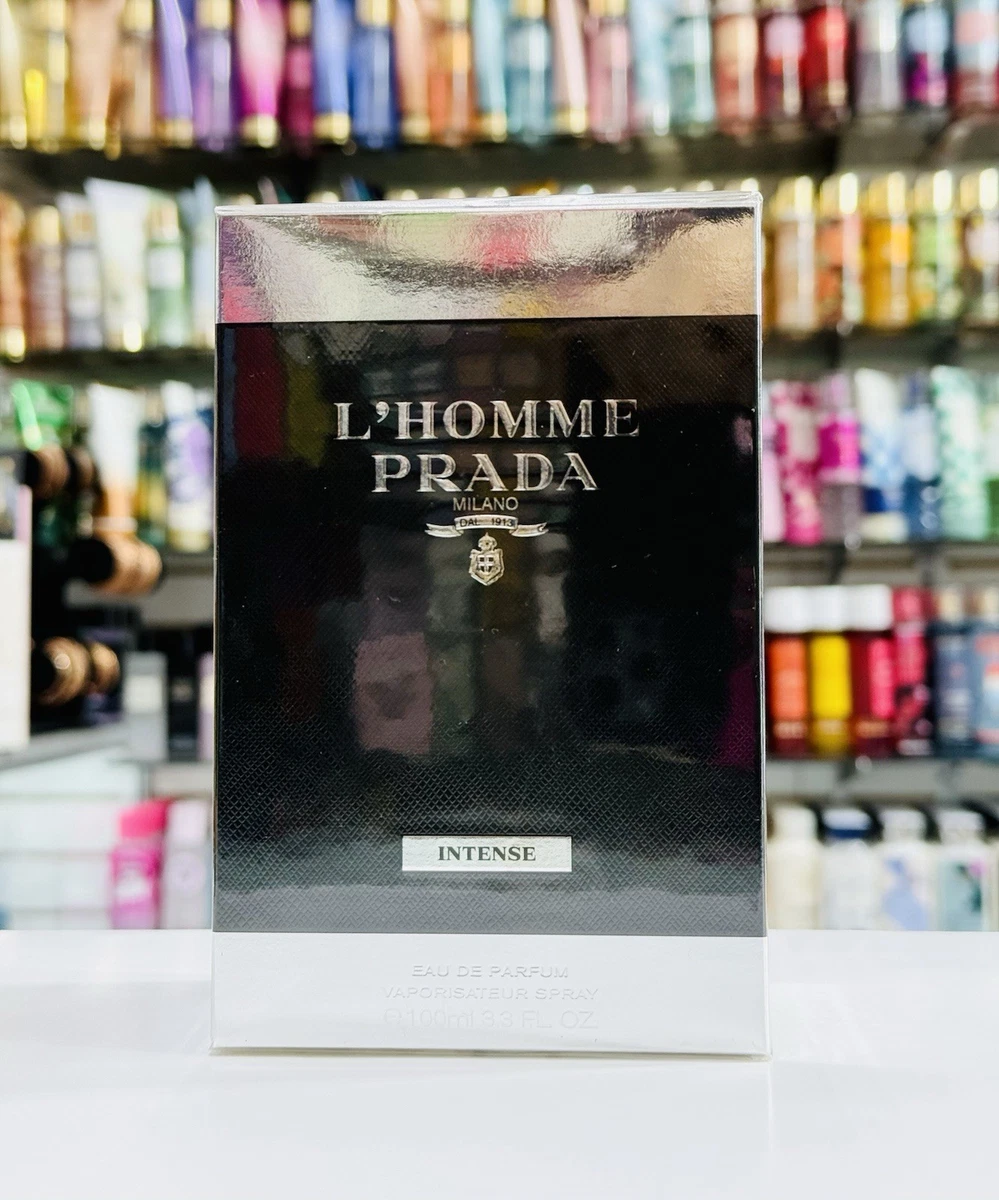 L'HOMME
PRADA
MILANO
DAL 1913
INTENSE
EAU DE PARFUM
VAPORISATEUR SPRAY
℮100ml 3.3 FL. OZ.